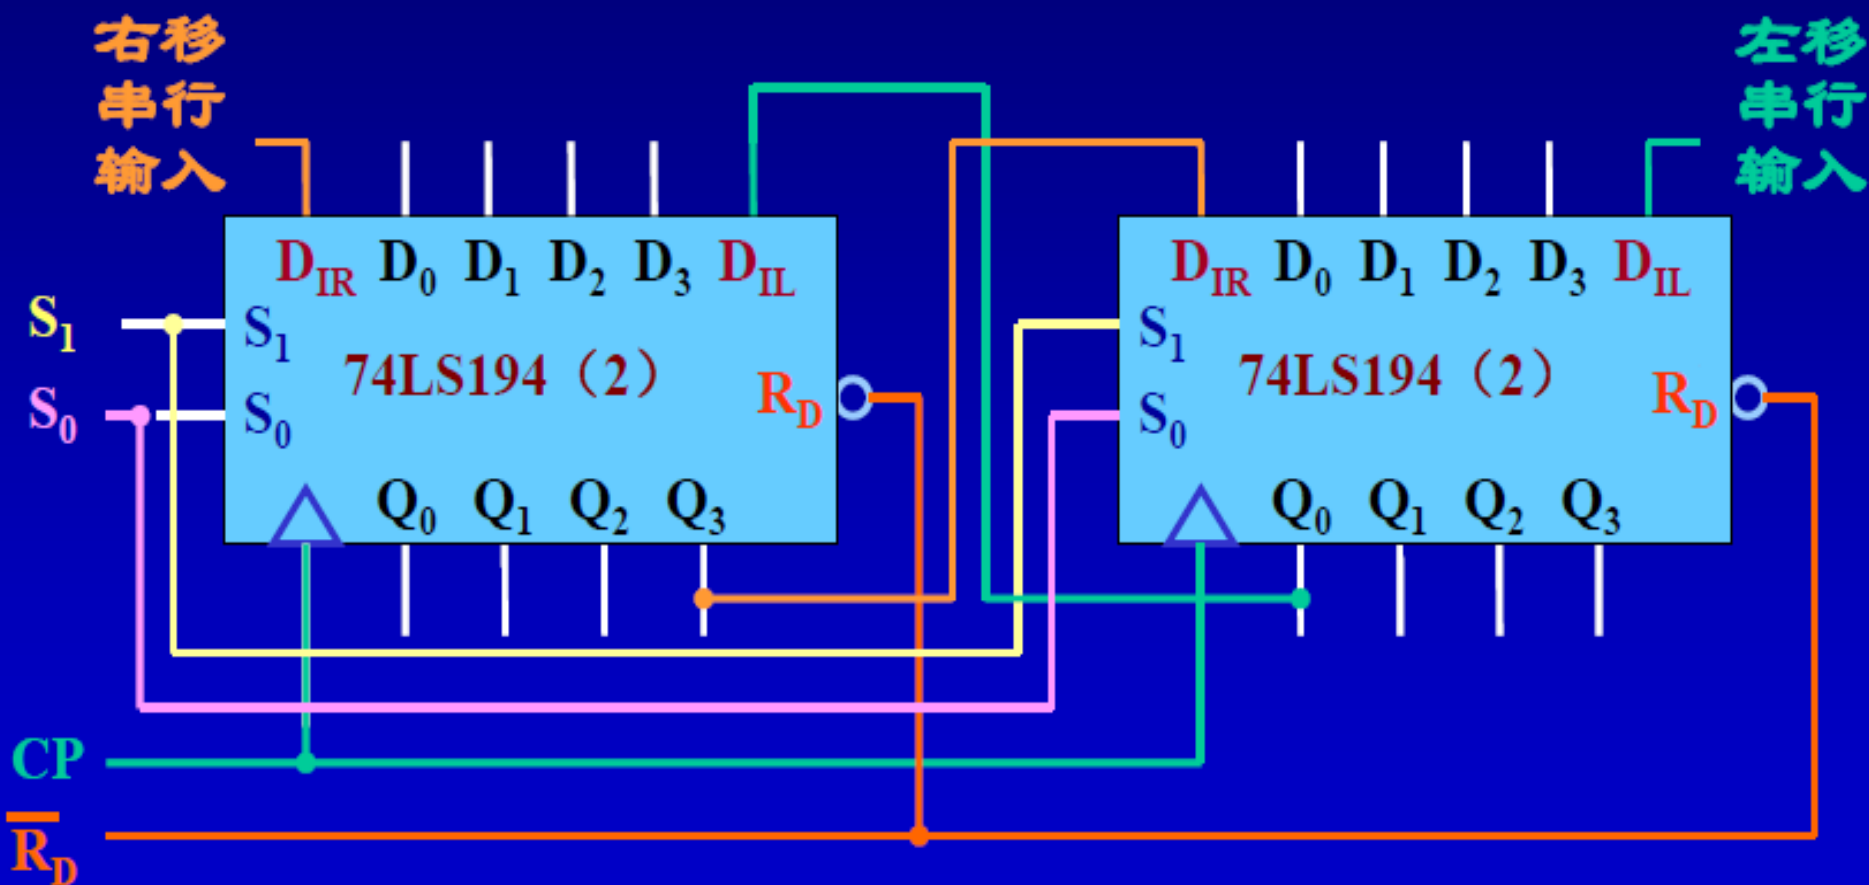 右移
串行
输入
左移
串行
输入
D_IR D_0 D_1 D_2 D_3 D_IL
S_1
S_1
74LS194（2）
S_0
S_0
R_D
Q_0 Q_1 Q_2 Q_3
D_IR D_0 D_1 D_2 D_3 D_IL
S_1
74LS194（2）
S_0
R_D
Q_0 Q_1 Q_2 Q_3
CP
R̅_D